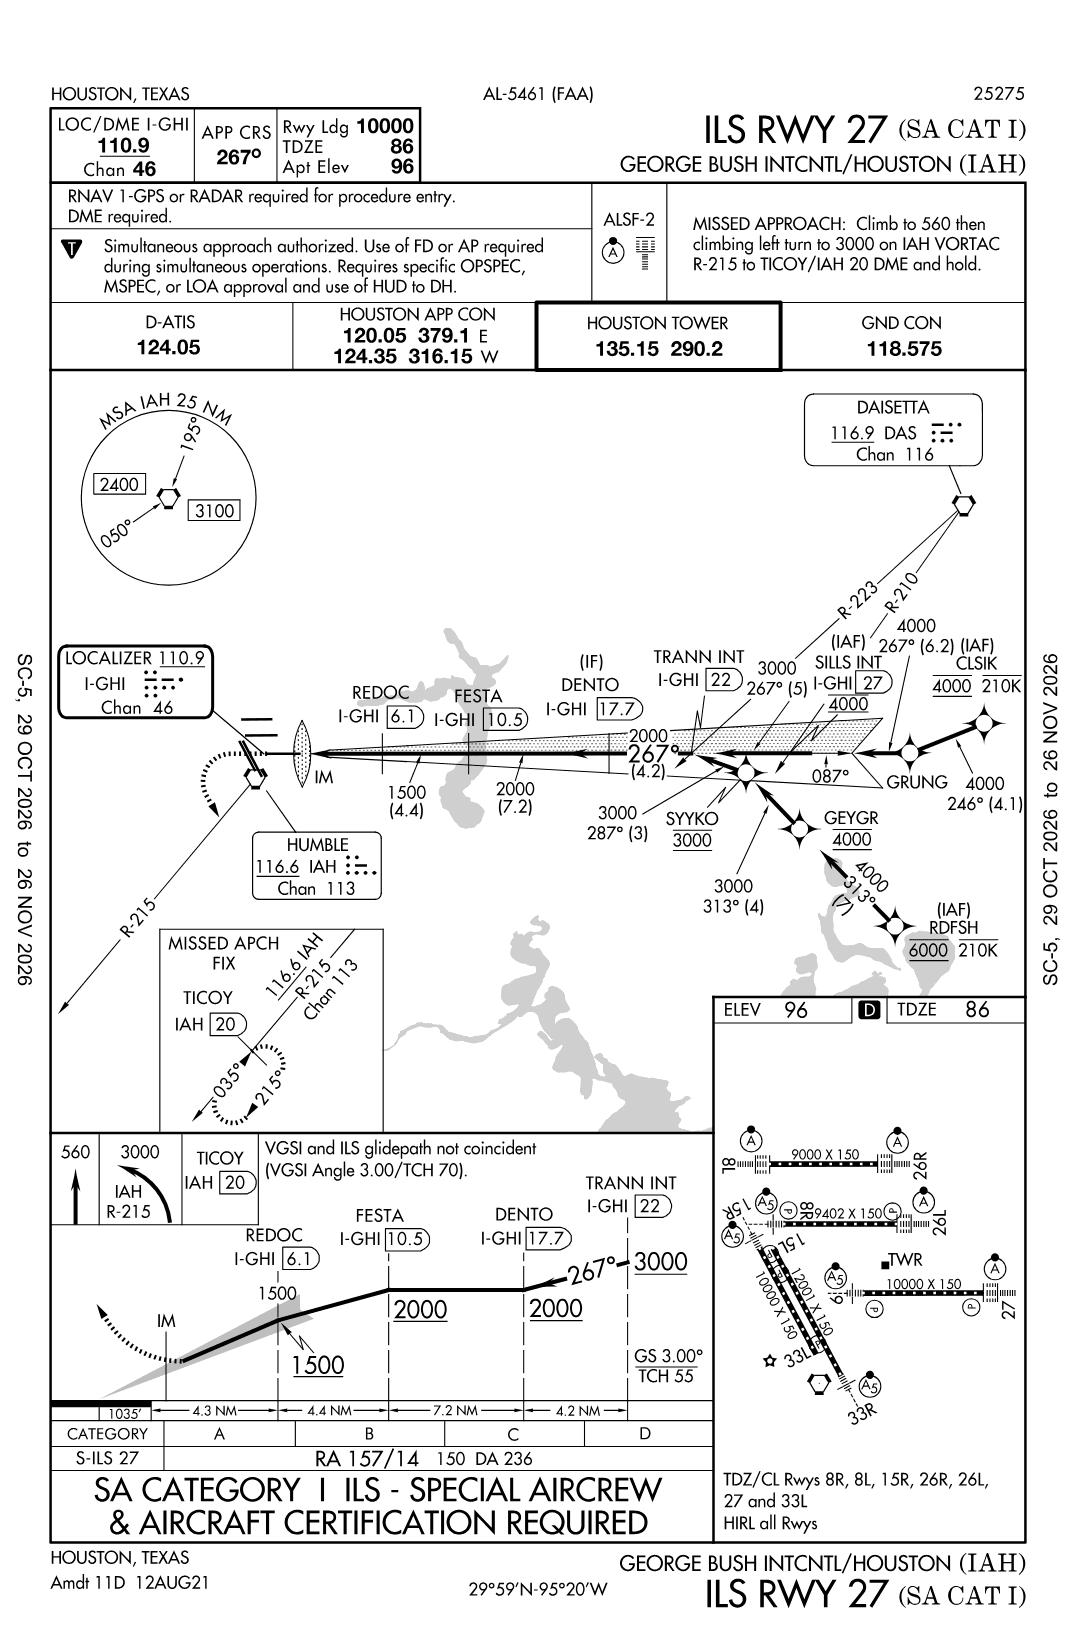 HOUSTON, TEXAS
AL-5461 (FAA)
25275
LOC/DME I-GHI
110.9
Chan 46
APP CRS
267°
Rwy Ldg 10000
TDZE 86
Apt Elev 96
ILS RWY 27 (SA CAT I)
GEORGE BUSH INTCNTL/HOUSTON (IAH)
RNAV 1-GPS or RADAR required for procedure entry.
DME required.
T
Simultaneous approach authorized. Use of FD or AP required
during simultaneous operations. Requires specific OPSPEC,
MSPEC, or LOA approval and use of HUD to DH.
ALSF-2
A
MISSED APPROACH: Climb to 560 then
climbing left turn to 3000 on IAH VORTAC
R-215 to TICOY/IAH 20 DME and hold.
D-ATIS
124.05
HOUSTON APP CON
120.05 379.1 E
124.35 316.15 W
HOUSTON TOWER
135.15 290.2
GND CON
118.575
MSA IAH 25 NM
195°
2400
3100
050°
DAISETTA
116.9 DAS
Chan 116
R-223
R-210
LOCALIZER 110.9
I-GHI
Chan 46
REDOC
I-GHI 6.1
FESTA
I-GHI 10.5
(IF)
DENTO
I-GHI 17.7
TRANN INT
I-GHI 22
3000
267° (5)
(IAF)
SILLS INT
I-GHI 27
4000
4000
267° (6.2)
(IAF)
CLSIK
4000 210K
2000
267°
(4.2)
IM
1500
(4.4)
2000
(7.2)
087°
GRUNG
4000
246° (4.1)
3000
287° (3)
SYYKO
3000
GEYGR
4000
3000
313° (4)
4000
313°
(7)
(IAF)
RDFSH
6000 210K
HUMBLE
116.6 IAH
Chan 113
R-215
MISSED APCH
FIX
116.6 IAH
R-215
Chan 113
TICOY
IAH 20
035°
215°
SC-5, 29 OCT 2026 to 26 NOV 2026
SC-5, 29 OCT 2026 to 26 NOV 2026
ELEV 96
D
TDZE 86
A
A
18L
9000 X 150
26R
A5
A
15R
8R
P
9402 X 150
P
26L
A5
15L
TWR
A5
A
10000 X 150
9
P
P
27
P
P
12001 X 150
10000 X 150
33L
P
A5
33R
TDZ/CL Rwys 8R, 8L, 15R, 26R, 26L,
27 and 33L
HIRL all Rwys
560
3000
IAH
R-215
TICOY
IAH 20
VGSI and ILS glidepath not coincident
(VGSI Angle 3.00/TCH 70).
REDOC
I-GHI 6.1
FESTA
I-GHI 10.5
DENTO
I-GHI 17.7
TRANN INT
I-GHI 22
267°
3000
1500
2000
2000
IM
1500
GS 3.00°
TCH 55
1035'
4.3 NM
4.4 NM
7.2 NM
4.2 NM
CATEGORY
A
B
C
D
S-ILS 27
RA 157/14 150 DA 236
SA CATEGORY I ILS - SPECIAL AIRCREW
& AIRCRAFT CERTIFICATION REQUIRED
HOUSTON, TEXAS
Amdt 11D 12AUG21
29°59'N-95°20'W
GEORGE BUSH INTCNTL/HOUSTON (IAH)
ILS RWY 27 (SA CAT I)